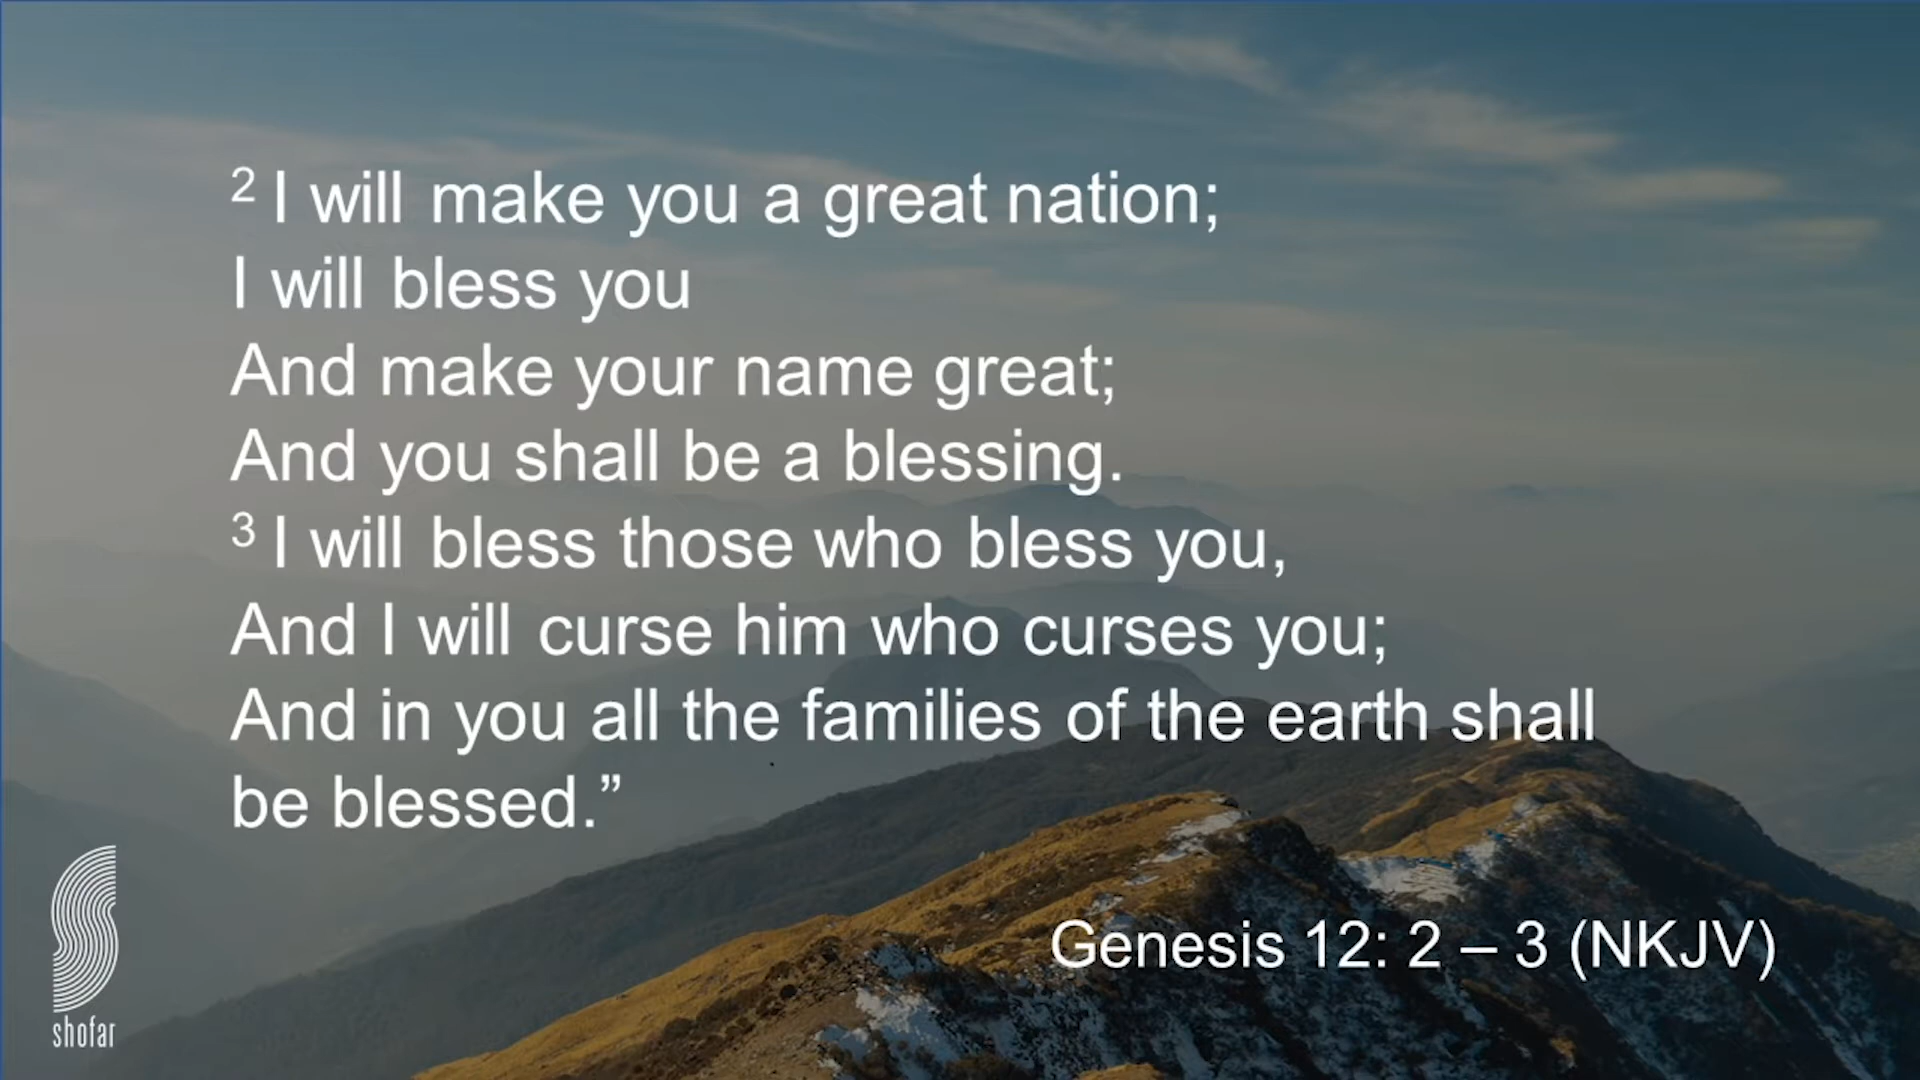 2 I will make you a great nation;
I will bless you
And make your name great;
And you shall be a blessing.
3 I will bless those who bless you,
And I will curse him who curses you;
And in you all the families of the earth shall
be blessed.”
Genesis 12: 2 – 3 (NKJV)
shofar